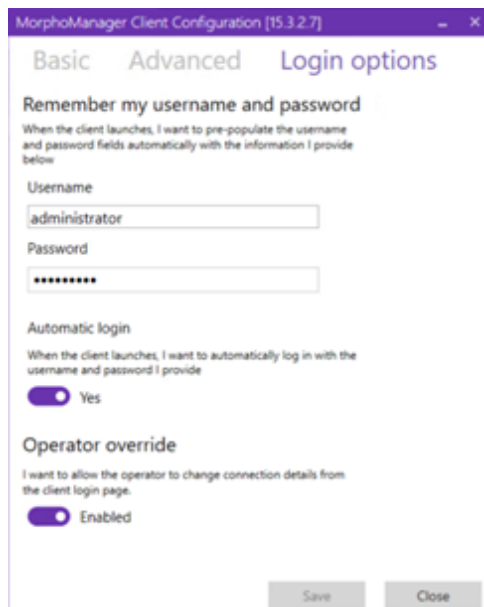 MorphoManager Client Configuration [15.3.2.7]
Basic Advanced Login options
Remember my username and password
When the client launches, I want to pre-populate the username
and password fields automatically with the information I provide
below
Username
administrator
Password
•••••••••
Automatic login
When the client launches, I want to automatically log in with the
username and password I provide
Yes
Operator override
I want to allow the operator to change connection details from
the client login page.
Enabled
Save Close